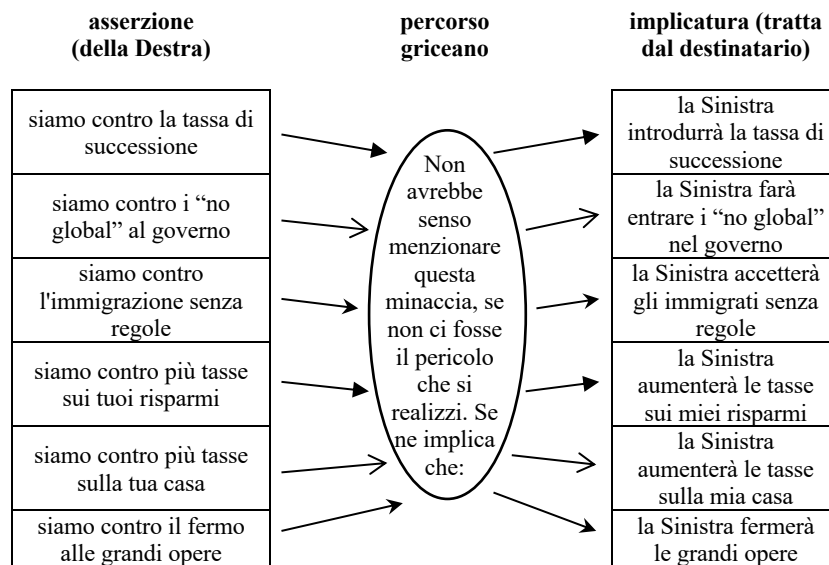 asserzione
(della Destra)
percorso
griceano
implicatura (tratta
dal destinatario)
siamo contro la tassa di
successione
siamo contro i “no
global” al governo
siamo contro
l'immigrazione senza
regole
siamo contro più tasse
sui tuoi risparmi
siamo contro più tasse
sulla tua casa
siamo contro il fermo
alle grandi opere
Non
avrebbe
senso
menzionare
questa
minaccia, se
non ci fosse
il pericolo
che si
realizzi. Se
ne implica
che:
la Sinistra
introdurrà la tassa di
successione
la Sinistra farà
entrare i “no global”
nel governo
la Sinistra accetterà
gli immigrati senza
regole
la Sinistra
aumenterà le tasse
sui miei risparmi
la Sinistra
aumenterà le tasse
sulla mia casa
la Sinistra fermerà
le grandi opere